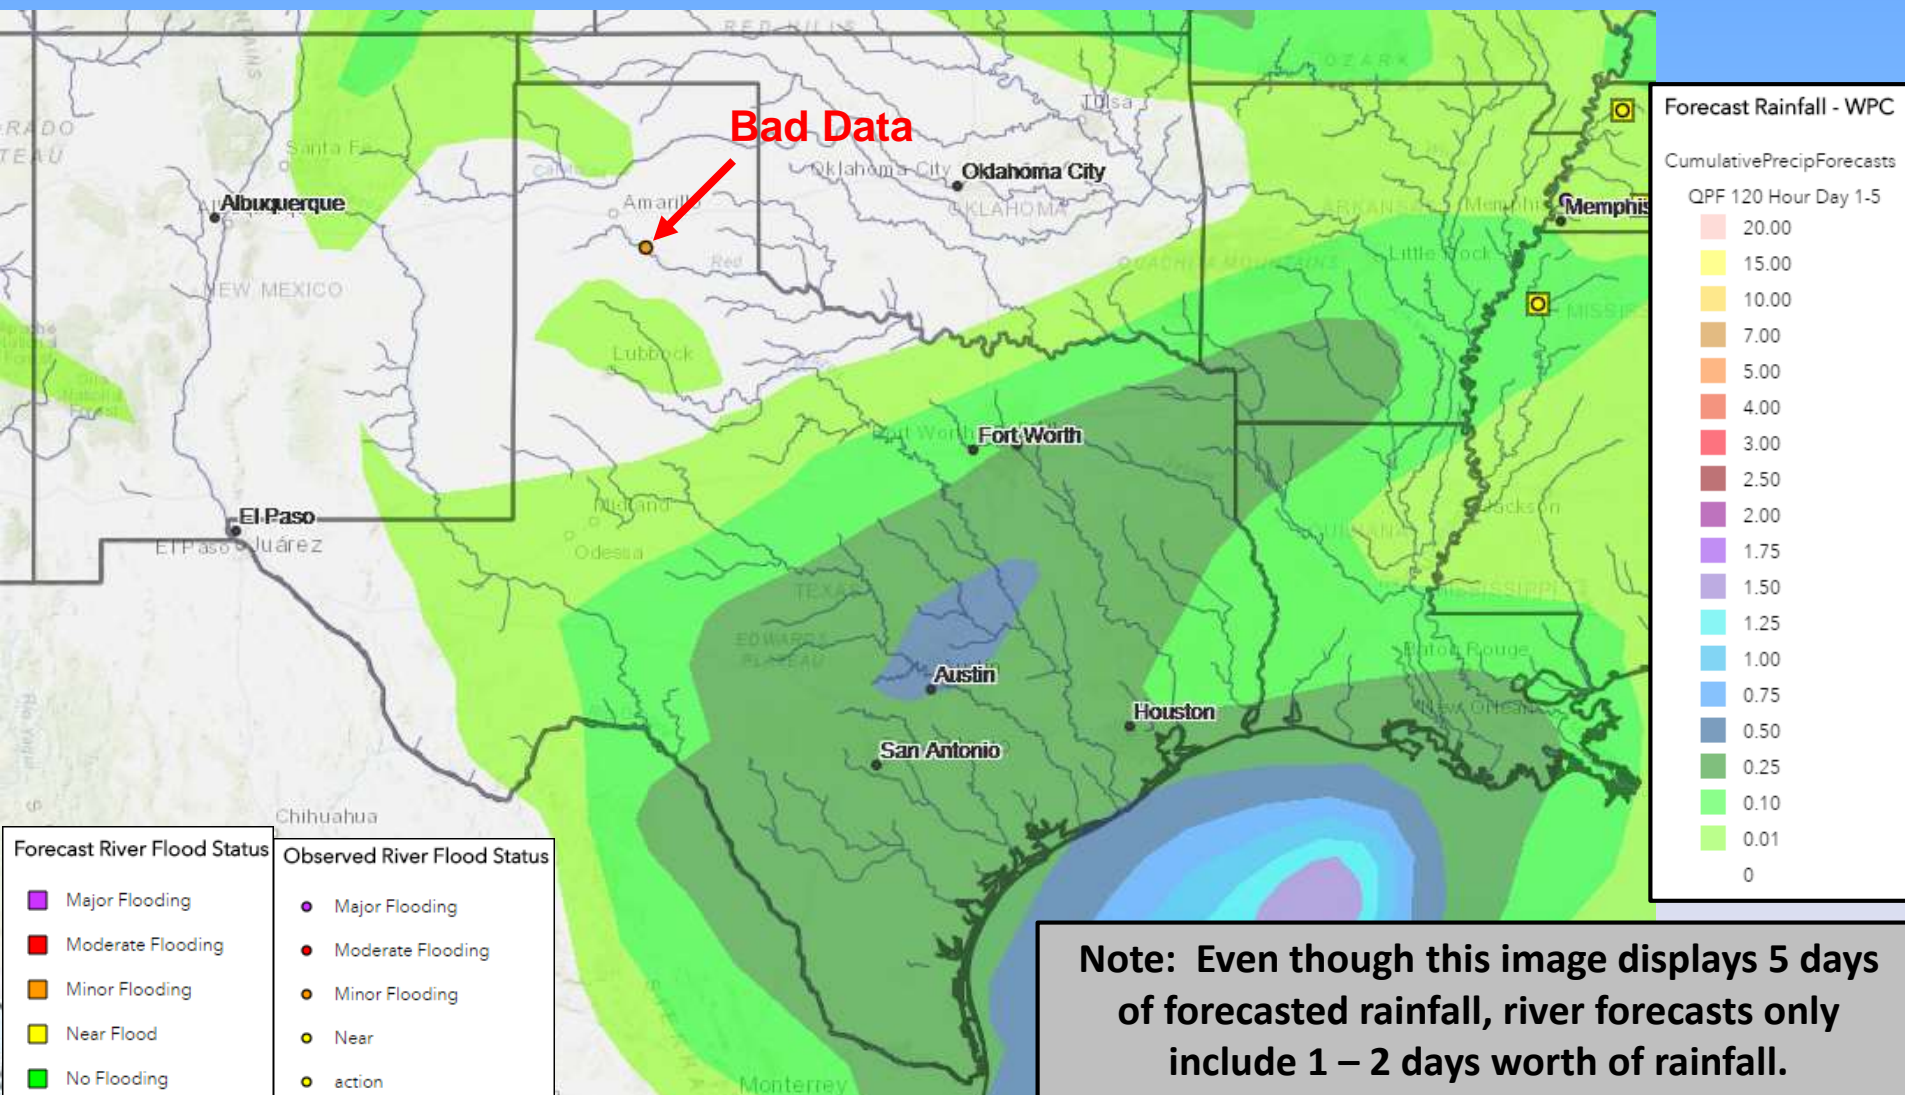 RED HILLS
OZARK
Tulsa
Bad Data
Santa Fe
Oklahoma City
Oklahoma City
Albuquerque
Amarillo
OKLAHOMA
ARKANSAS
Memphis
Memphis
Red
OUACHITA MOUNTAINS
Little Rock
NEW MEXICO
Lubbock
Fort Worth
Fort Worth
Midland
Jackson
El Paso
El Paso
Juárez
Odessa
TEXAS
EDWARDS
PLATEAU
Baton Rouge
Austin
New Orleans
Houston
San Antonio
Chihuahua
Monterrey
Forecast Rainfall - WPC
CumulativePrecipForecasts
QPF 120 Hour Day 1-5
20.00
15.00
10.00
7.00
5.00
4.00
3.00
2.50
2.00
1.75
1.50
1.25
1.00
0.75
0.50
0.25
0.10
0.01
0
Forecast River Flood Status
Major Flooding
Moderate Flooding
Minor Flooding
Near Flood
No Flooding
Observed River Flood Status
Major Flooding
Moderate Flooding
Minor Flooding
Near
action
Note: Even though this image displays 5 days
of forecasted rainfall, river forecasts only
include 1 – 2 days worth of rainfall.